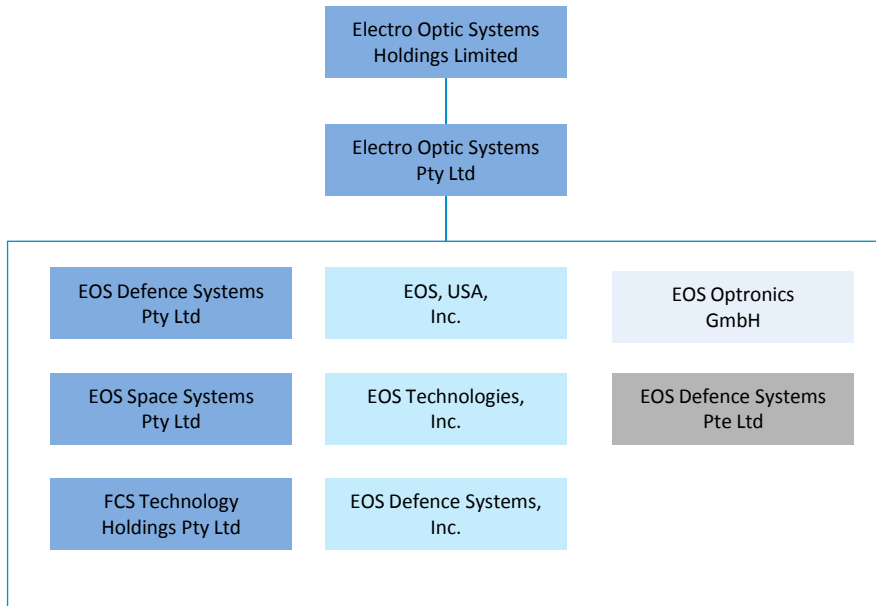 Electro Optic Systems
Holdings Limited
Electro Optic Systems
Pty Ltd
EOS Defence Systems
Pty Ltd
EOS, USA,
Inc.
EOS Optronics
GmbH
EOS Space Systems
Pty Ltd
EOS Technologies,
Inc.
EOS Defence Systems
Pte Ltd
FCS Technology
Holdings Pty Ltd
EOS Defence Systems,
Inc.